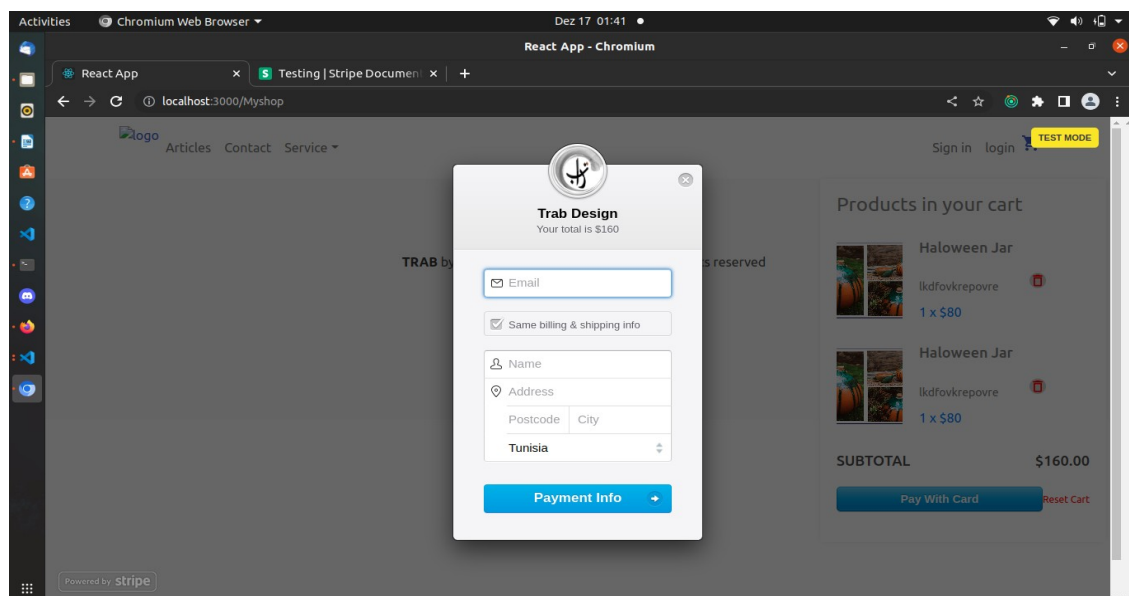 Activities Chromium Web Browser Dez 17 01:41
React App - Chromium
React App Testing | Stripe Document
localhost:3000/Myshop
logo Articles Contact Service Sign in login TEST MODE
Trab Design
Your total is $160
TRAB by s reserved
Email
Same billing & shipping info
Name
Address
Postcode City
Tunisia
Payment Info
Products in your cart
Haloween Jar
lkdfovkrepovre
1 x $80
Haloween Jar
lkdfovkrepovre
1 x $80
SUBTOTAL $160.00
Pay With Card Reset Cart
Powered by stripe